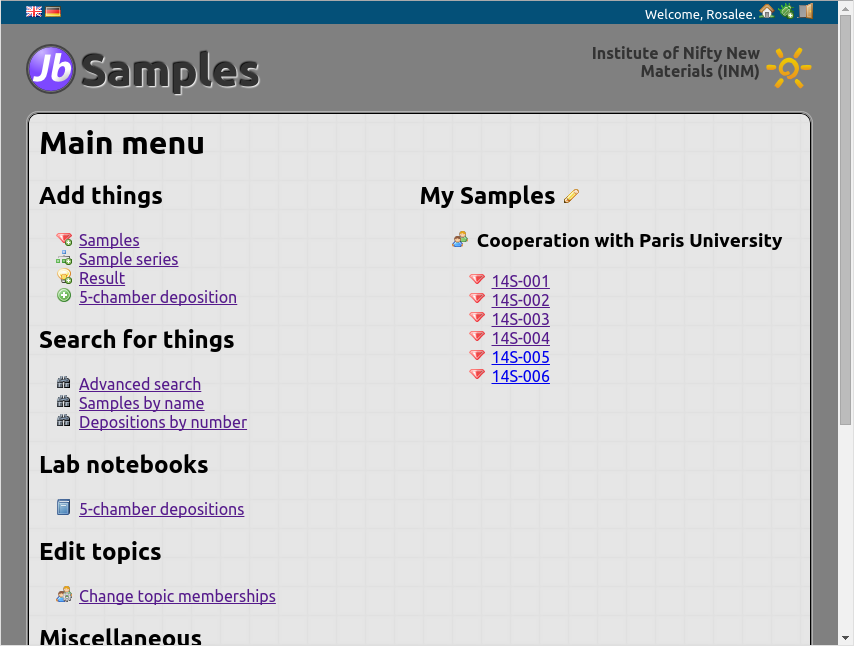 Welcome, Rosalee.
Jb Samples
Institute of Nifty New
Materials (INM)
Main menu
Add things
Samples
Sample series
Result
5-chamber deposition
Search for things
Advanced search
Samples by name
Depositions by number
Lab notebooks
5-chamber depositions
Edit topics
Change topic memberships
Miscellaneous
My Samples
Cooperation with Paris University
14S-001
14S-002
14S-003
14S-004
14S-005
14S-006